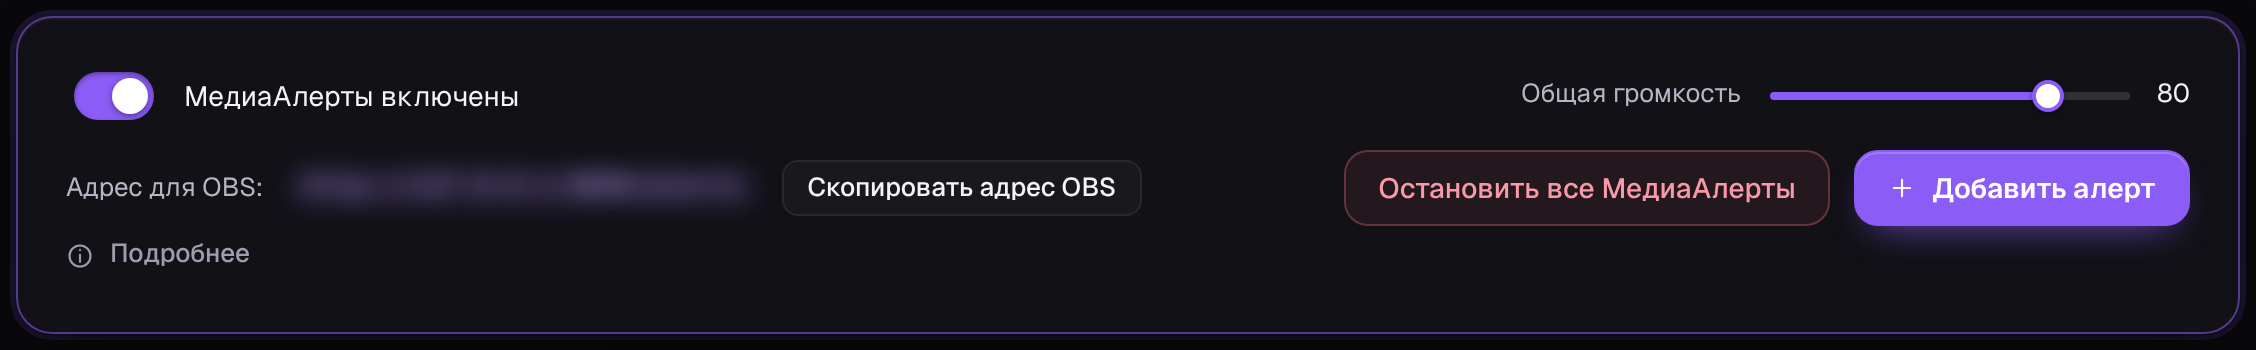 МедиаАлерты включены
Общая громкость 80
Адрес для OBS: Скопировать адрес OBS
Остановить все МедиаАлерты
+ Добавить алерт
Подробнее